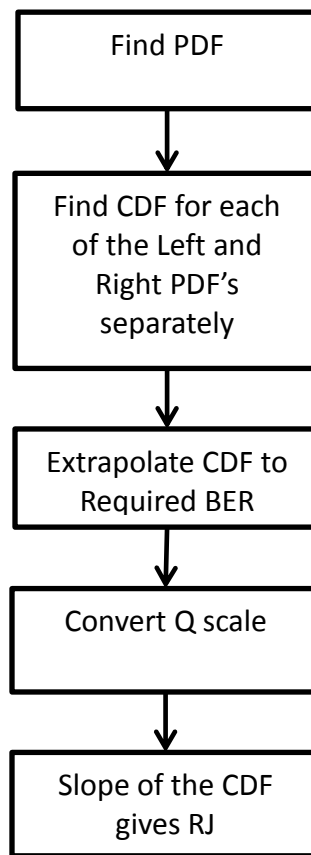 Find PDF
Find CDF for each
of the Left and
Right PDF's
separately
Extrapolate CDF to
Required BER
Convert Q scale
Slope of the CDF
gives RJ